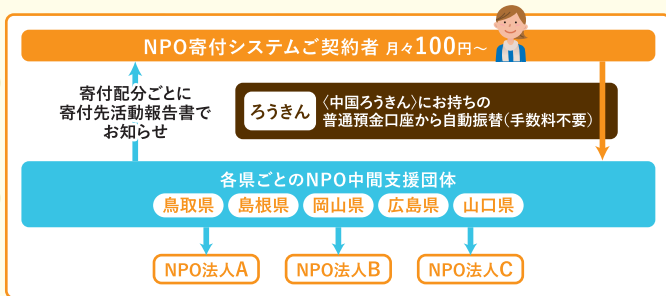 NPO寄付システムご契約者 月々100円~
寄付配分ごとに
寄付先活動報告書で
お知らせ
ろうきん
〈中国ろうきん〉にお持ちの
普通預金口座から自動振替(手数料不要)
各県ごとのNPO中間支援団体
鳥取県 島根県 岡山県 広島県 山口県
NPO法人A NPO法人B NPO法人C